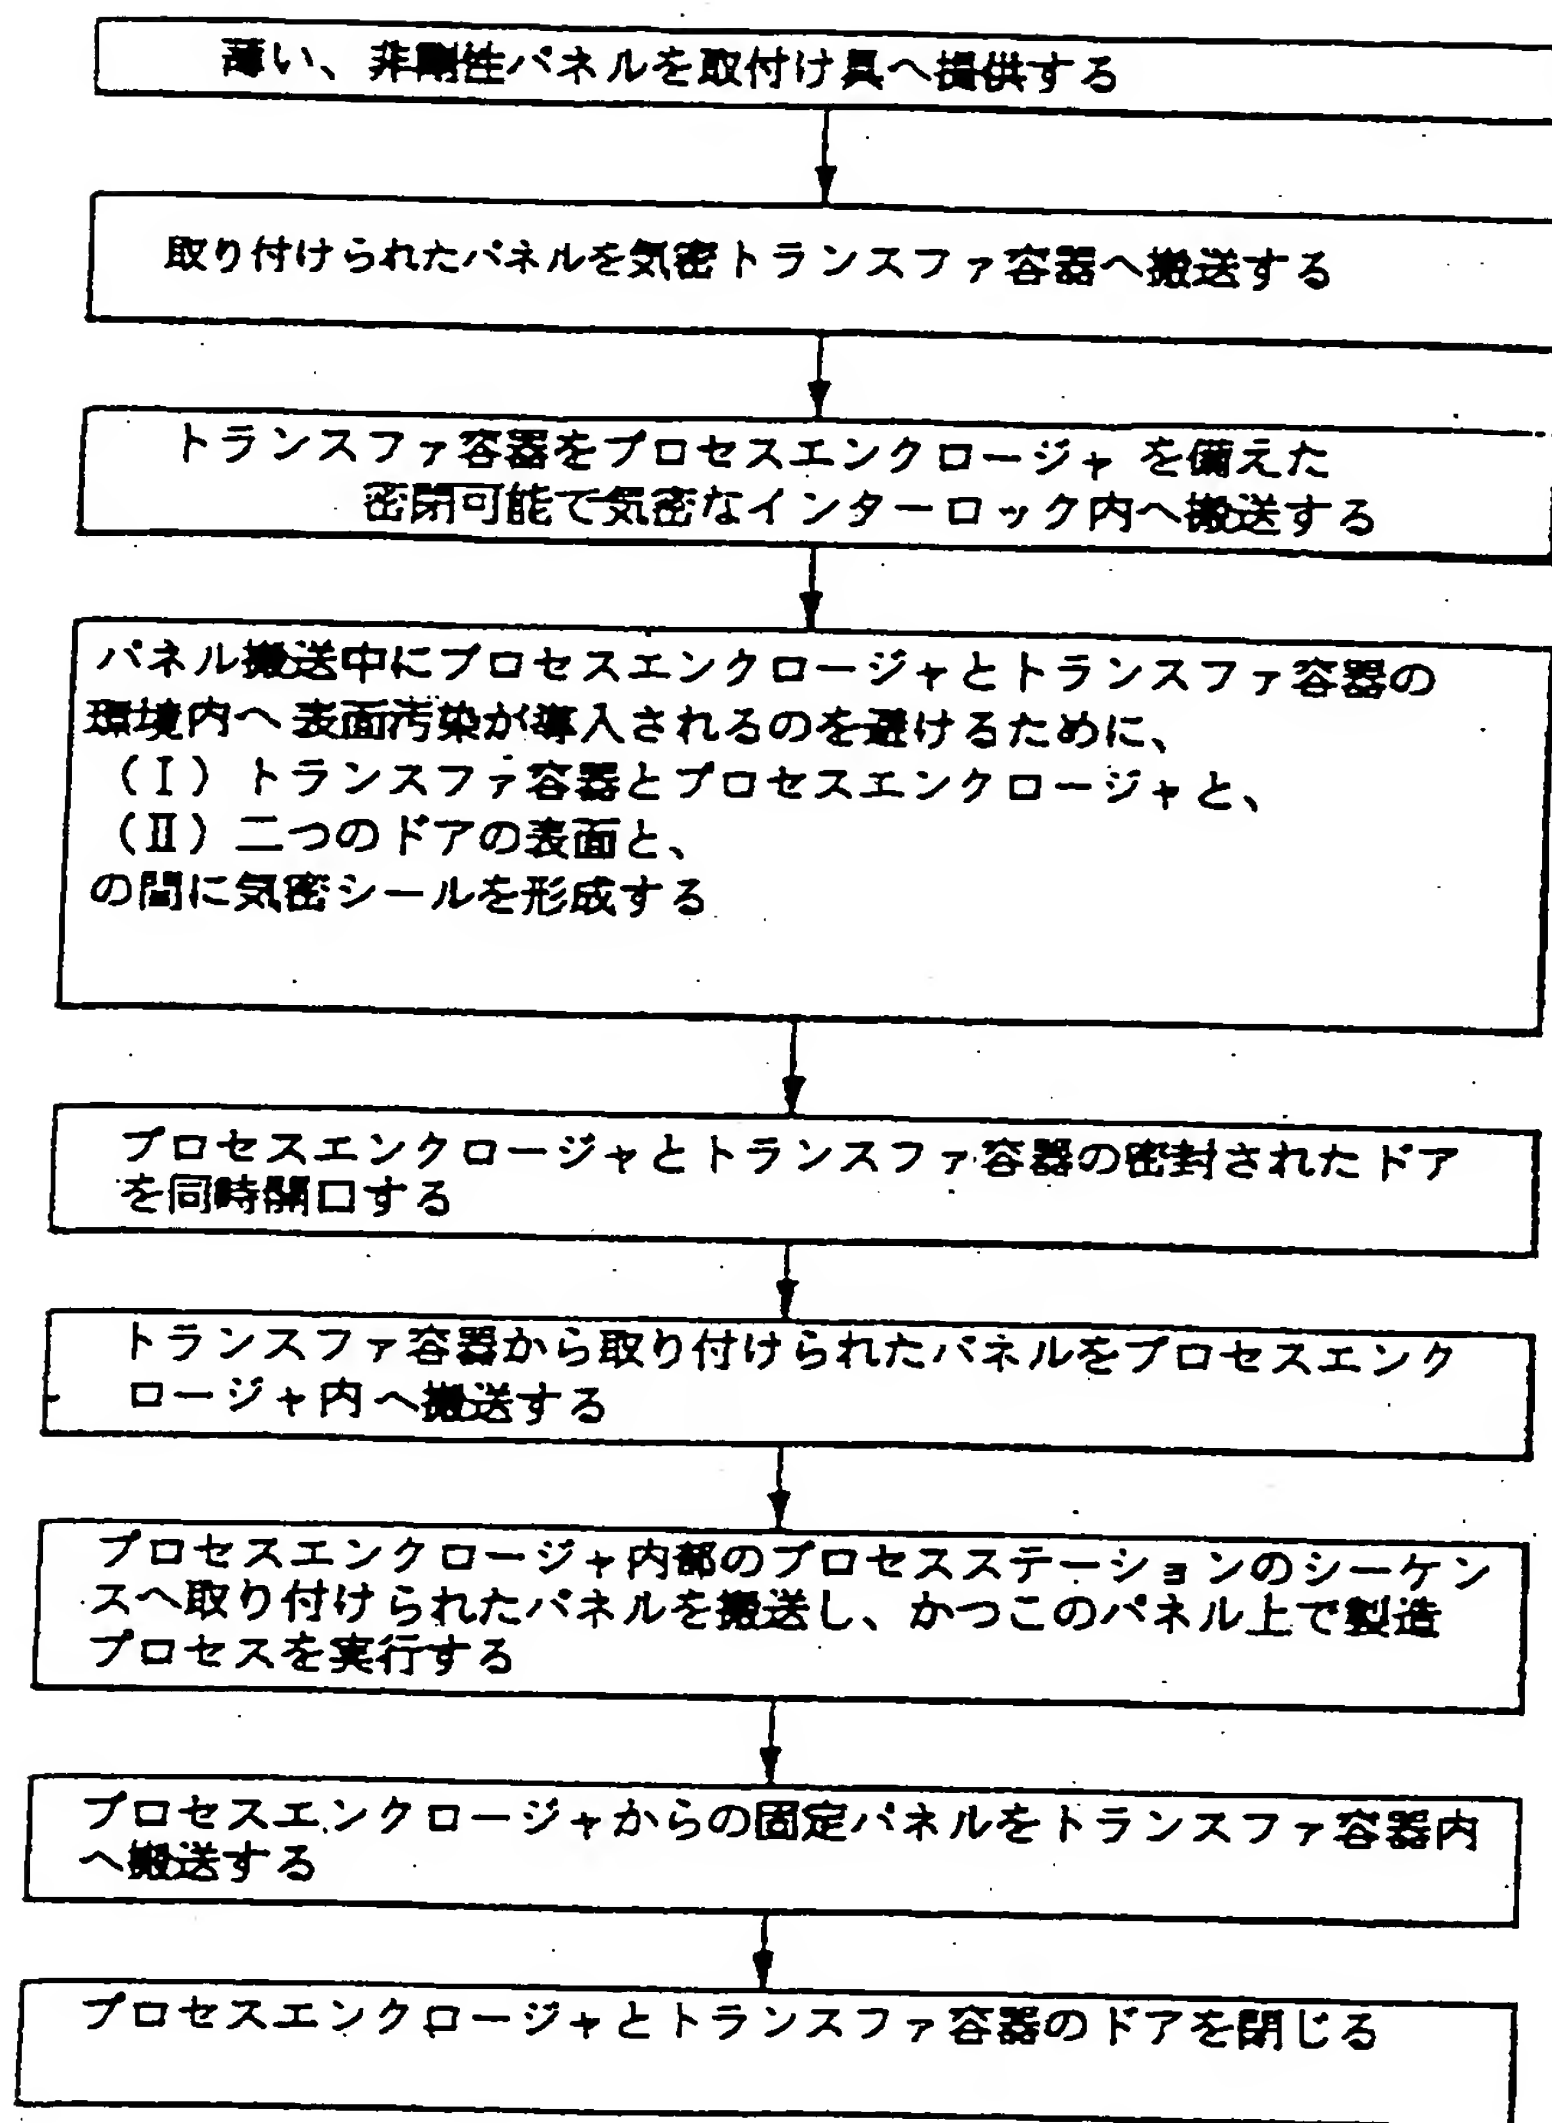 薄い、非剛性パネルを取付け具へ提供する
取り付けられたパネルを気密トランスファ容器へ搬送する
トランスファ容器をプロセスエンクロージャを備えた
密閉可能で気密なインターロック内へ搬送する
パネル搬送中にプロセスエンクロージャとトランスファ容器の
環境内へ表面汚染が導入されるのを避けるために、
(I)トランスファ容器とプロセスエンクロージャと、
(II)二つのドアの表面と、
の間に気密シールを形成する
プロセスエンクロージャとトランスファ容器の密封されたドア
を同時開口する
トランスファ容器から取り付けられたパネルをプロセスエンク
ロージャ内へ搬送する
プロセスエンクロージャ内部のプロセスステーションのシーケン
スへ取り付けられたパネルを搬送し、かつこのパネル上で製造
プロセスを実行する
プロセスエンクロージャからの固定パネルをトランスファ容器内
へ搬送する
プロセスエンクロージャとトランスファ容器のドアを閉じる